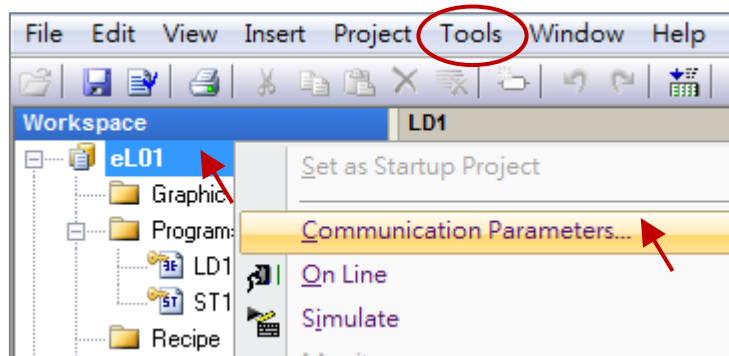 File Edit View Insert Project Tools Window Help
Workspace LD1
eL01
Set as Startup Project
Graphic
Program
Communication Parameters...
LD1
On Line
ST1
Simulate
Recipe